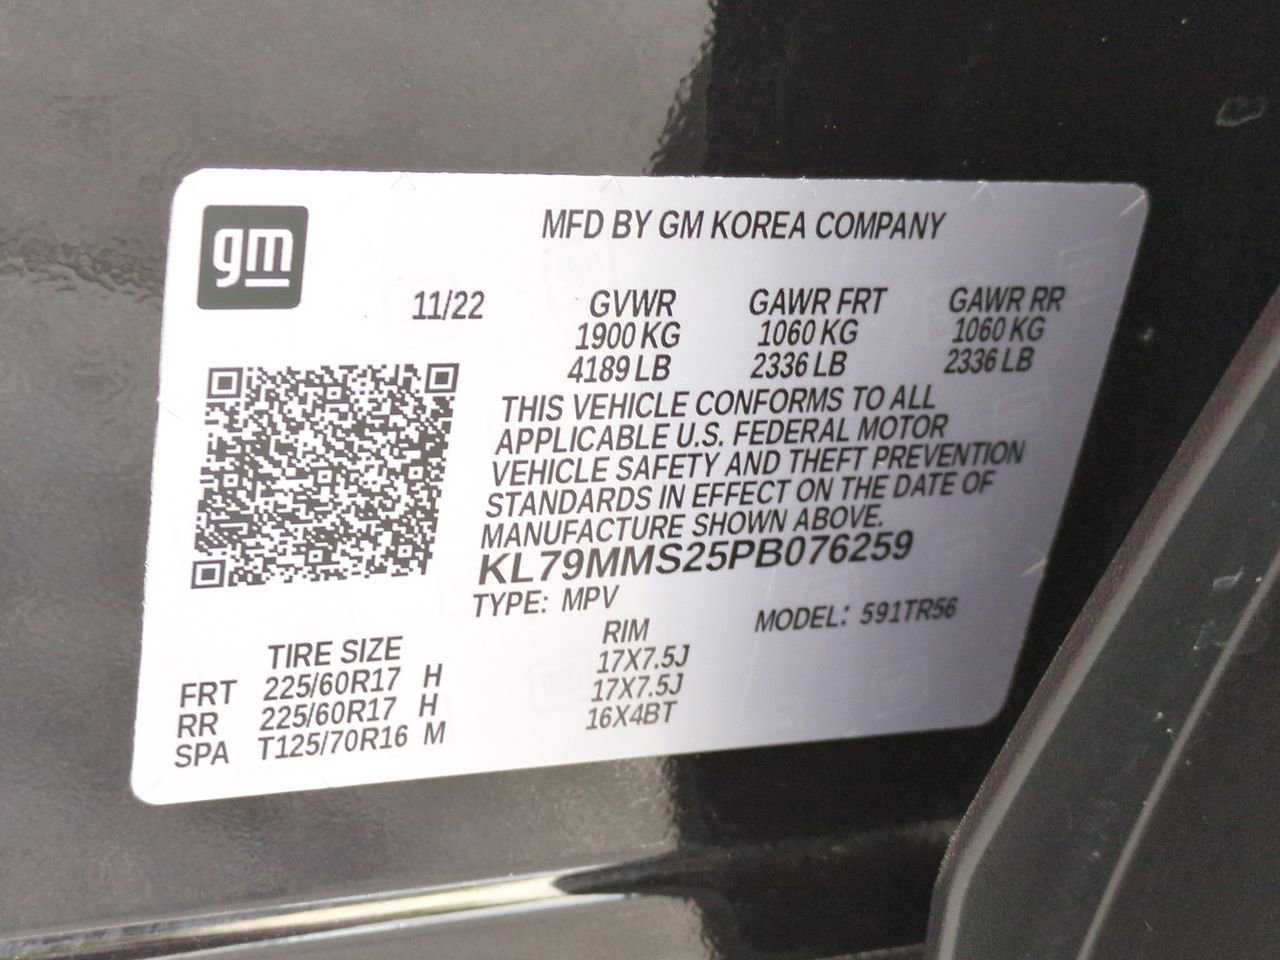 gm
MFD BY GM KOREA COMPANY
11/22 GVWR GAWR FRT GAWR RR
1900 KG 1060 KG 1060 KG
4189 LB 2336 LB 2336 LB
THIS VEHICLE CONFORMS TO ALL
APPLICABLE U.S. FEDERAL MOTOR
VEHICLE SAFETY AND THEFT PREVENTION
STANDARDS IN EFFECT ON THE DATE OF
MANUFACTURE SHOWN ABOVE.
KL79MMS25PB076259
TYPE: MPV MODEL: 591TR56
TIRE SIZE RIM
FRT 225/60R17 H 17X7.5J
RR 225/60R17 H 17X7.5J
SPA T125/70R16 M 16X4BT